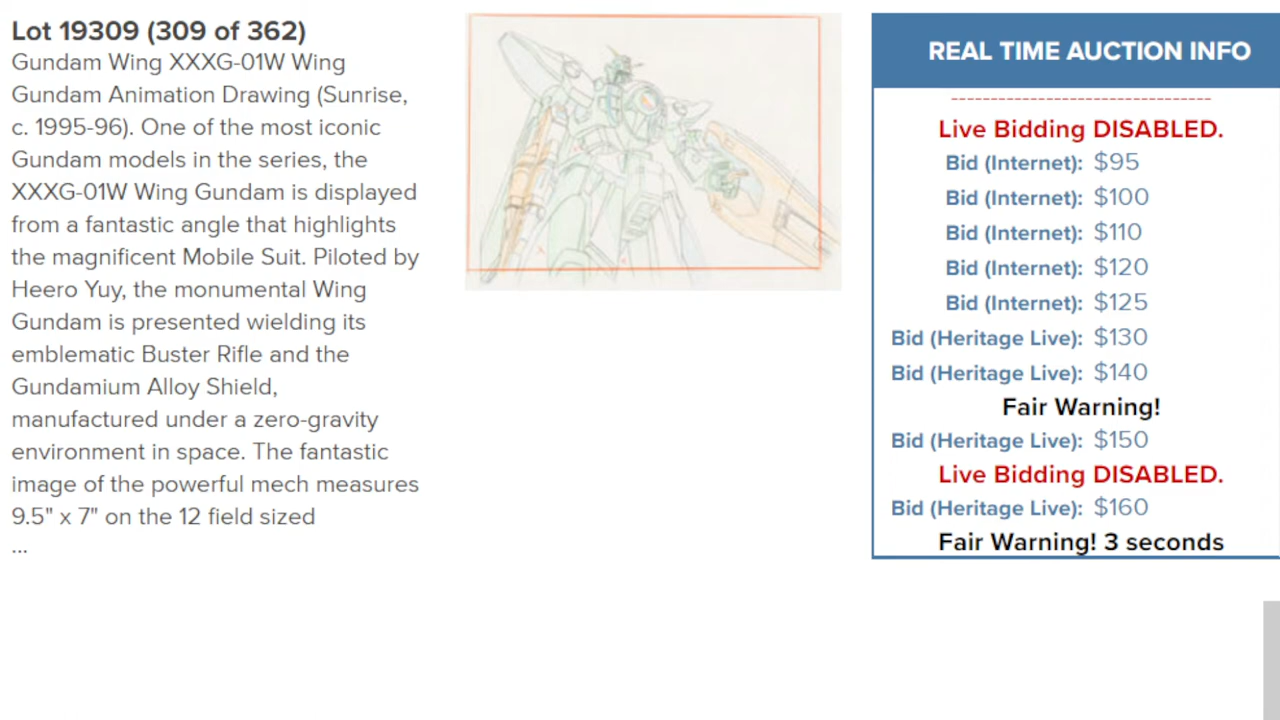 Lot 19309 (309 of 362)
Gundam Wing XXXG-01W Wing
Gundam Animation Drawing (Sunrise,
c. 1995-96). One of the most iconic
Gundam models in the series, the
XXXG-01W Wing Gundam is displayed
from a fantastic angle that highlights
the magnificent Mobile Suit. Piloted by
Heero Yuy, the monumental Wing
Gundam is presented wielding its
emblematic Buster Rifle and the
Gundamium Alloy Shield,
manufactured under a zero-gravity
environment in space. The fantastic
image of the powerful mech measures
9.5" x 7" on the 12 field sized
...
REAL TIME AUCTION INFO
--------------------------------
Live Bidding DISABLED.
Bid (Internet): $95
Bid (Internet): $100
Bid (Internet): $110
Bid (Internet): $120
Bid (Internet): $125
Bid (Heritage Live): $130
Bid (Heritage Live): $140
Fair Warning!
Bid (Heritage Live): $150
Live Bidding DISABLED.
Bid (Heritage Live): $160
Fair Warning! 3 seconds